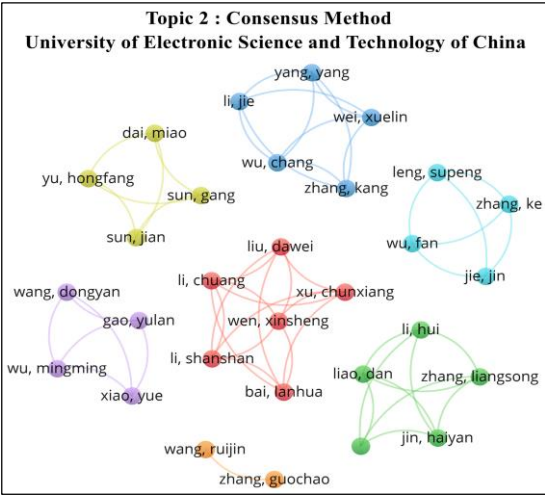 Topic 2 : Consensus Method
University of Electronic Science and Technology of China
yang, yang
li, jie
wei, xuelin
wu, chang
zhang, kang
dai, miao
yu, hongfang
sun, gang
sun, jian
leng, supeng
zhang, ke
wu, fan
jie, jin
liu, dawei
li, chuang
xu, chunxiang
wen, xinsheng
li, shanshan
bai, lanhua
wang, dongyan
gao, yulan
wu, mingming
xiao, yue
li, hui
liao, dan
zhang, liangsong
jin, haiyan
wang, ruijin
zhang, guochao